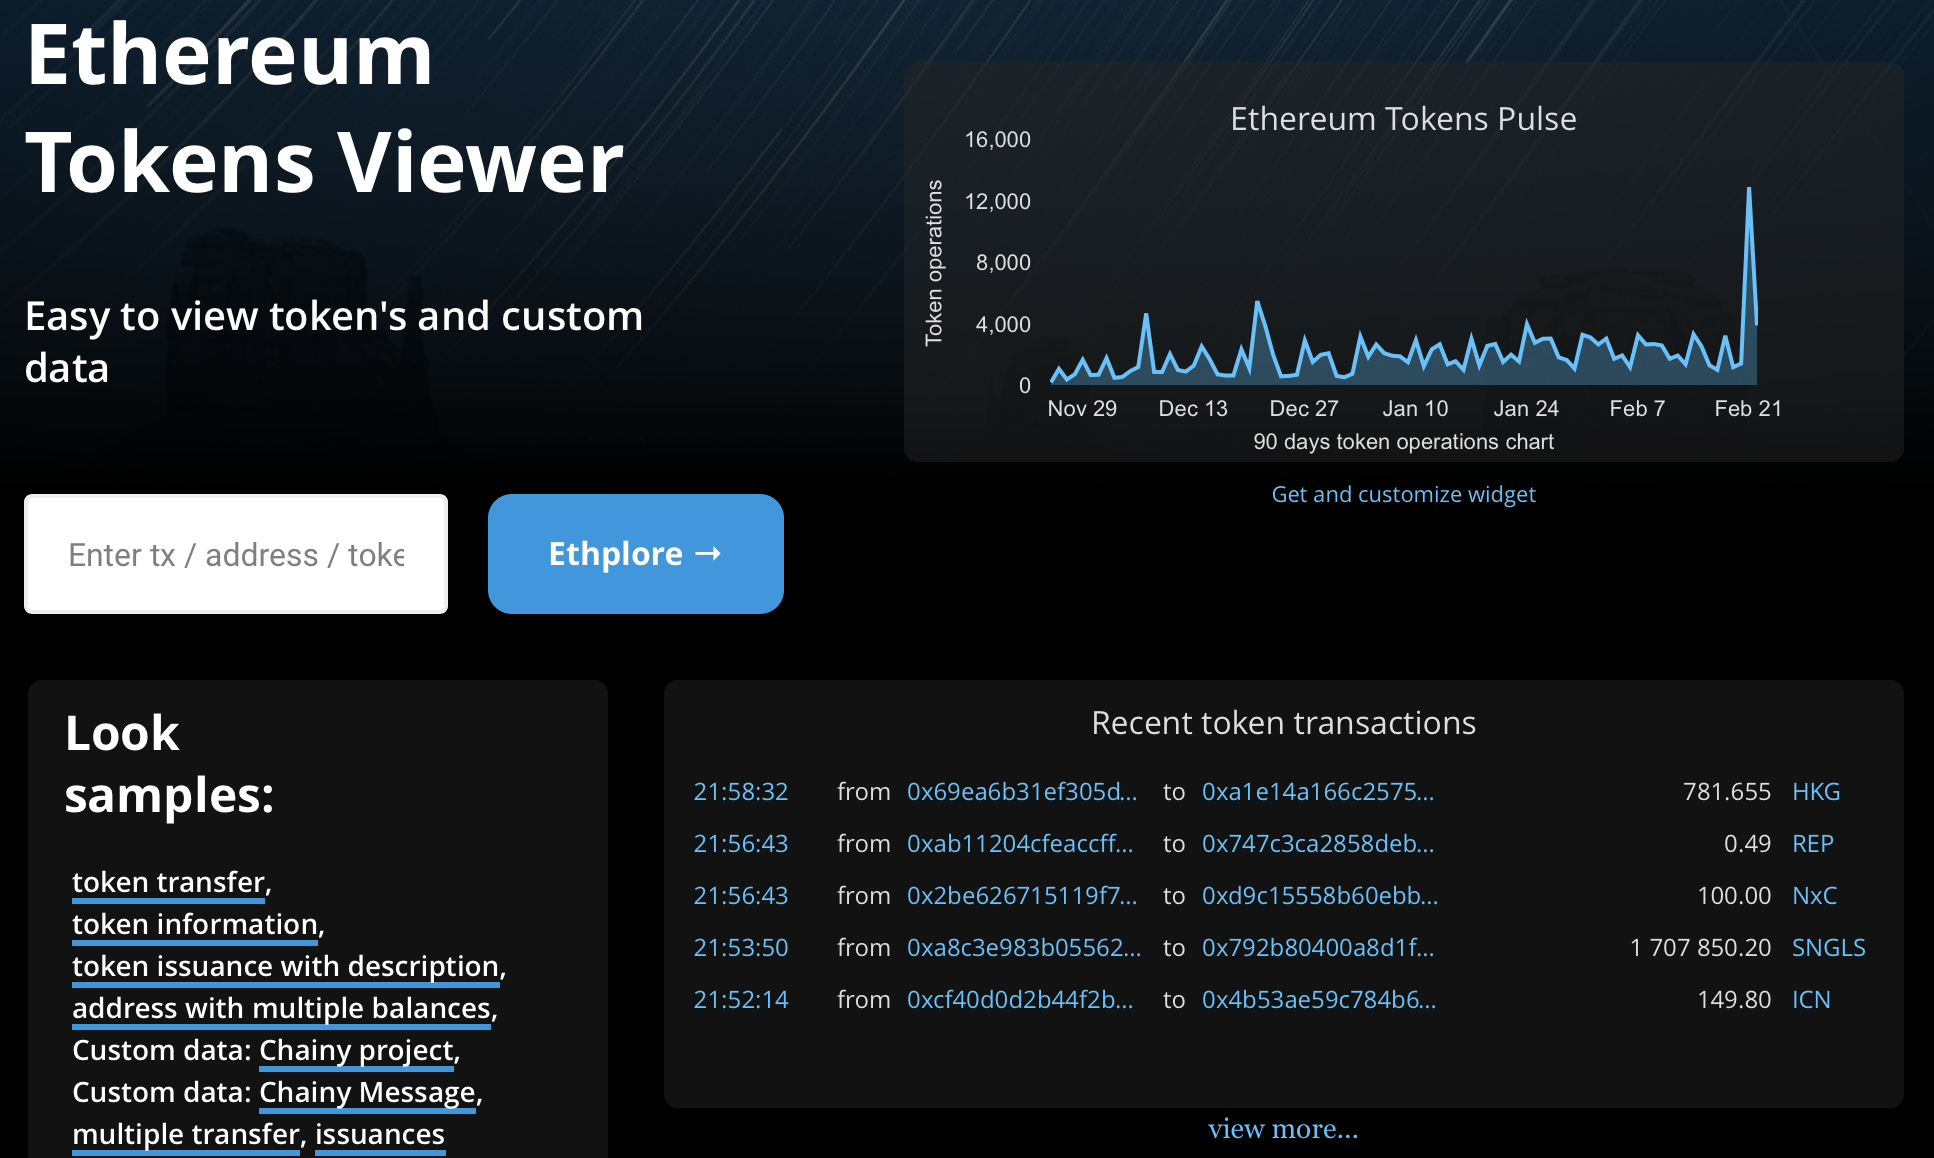 Ethereum
Tokens Viewer
Easy to view token's and custom
data
Enter tx / address / toke
Ethplore →
Ethereum Tokens Pulse
16,000
12,000
8,000
4,000
0
Token operations
Nov 29 Dec 13 Dec 27 Jan 10 Jan 24 Feb 7 Feb 21
90 days token operations chart
Get and customize widget
Look
samples:
token transfer,
token information,
token issuance with description,
address with multiple balances,
Custom data: Chainy project,
Custom data: Chainy Message,
multiple transfer, issuances
Recent token transactions
21:58:32 from 0x69ea6b31ef305d... to 0xa1e14a166c2575... 781.655 HKG
21:56:43 from 0xab11204cfeaccff... to 0x747c3ca2858deb... 0.49 REP
21:56:43 from 0x2be626715119f7... to 0xd9c15558b60ebb... 100.00 NxC
21:53:50 from 0xa8c3e983b05562... to 0x792b80400a8d1f... 1 707 850.20 SNGLS
21:52:14 from 0xcf40d0d2b44f2b... to 0x4b53ae59c784b6... 149.80 ICN
view more...